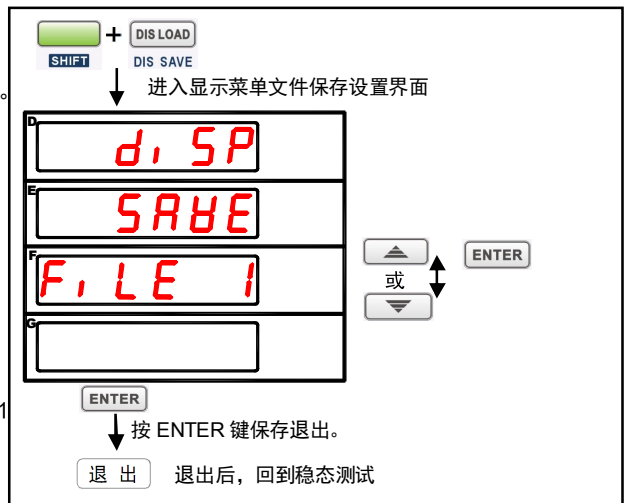 + DIS LOAD
SHIFT DIS SAVE
。
进入显示菜单文件保存设置界面
D
diSP
E
SAVE
F
FiLE 1
ENTER
或
G
ENTER
1
按 ENTER 键保存退出。
退 出 退出后，回到稳态测试